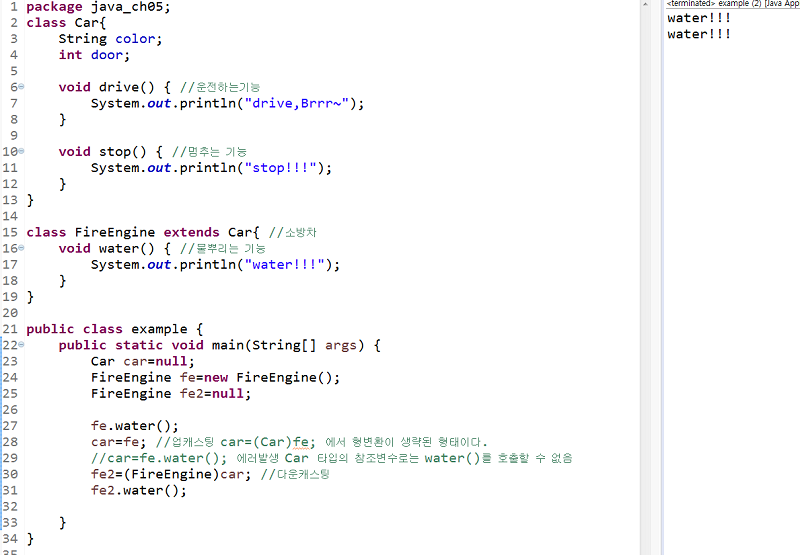 1 package java_ch05;
2 class Car{
3     String color;
4     int door;
5
6     void drive() { //운전하는기능
7         System.out.println("drive,Brrr~");
8     }
9
10     void stop() { //멈추는 기능
11         System.out.println("stop!!!");
12     }
13 }
14
15 class FireEngine extends Car{ //소방차
16     void water() { //물뿌리는 기능
17         System.out.println("water!!!");
18     }
19 }
20
21 public class example {
22     public static void main(String[] args) {
23         Car car=null;
24         FireEngine fe=new FireEngine();
25         FireEngine fe2=null;
26
27         fe.water();
28         car=fe; //업캐스팅 car=(Car)fe; 에서 형변환이 생략된 형태이다.
29         //car=fe.water(); 에러발생 Car 타입의 참조변수로는 water()를 호출할 수 없음
30         fe2=(FireEngine)car; //다운캐스팅
31         fe2.water();
32
33     }
34 }
35
<terminated> example (2) [Java App
water!!!
water!!!